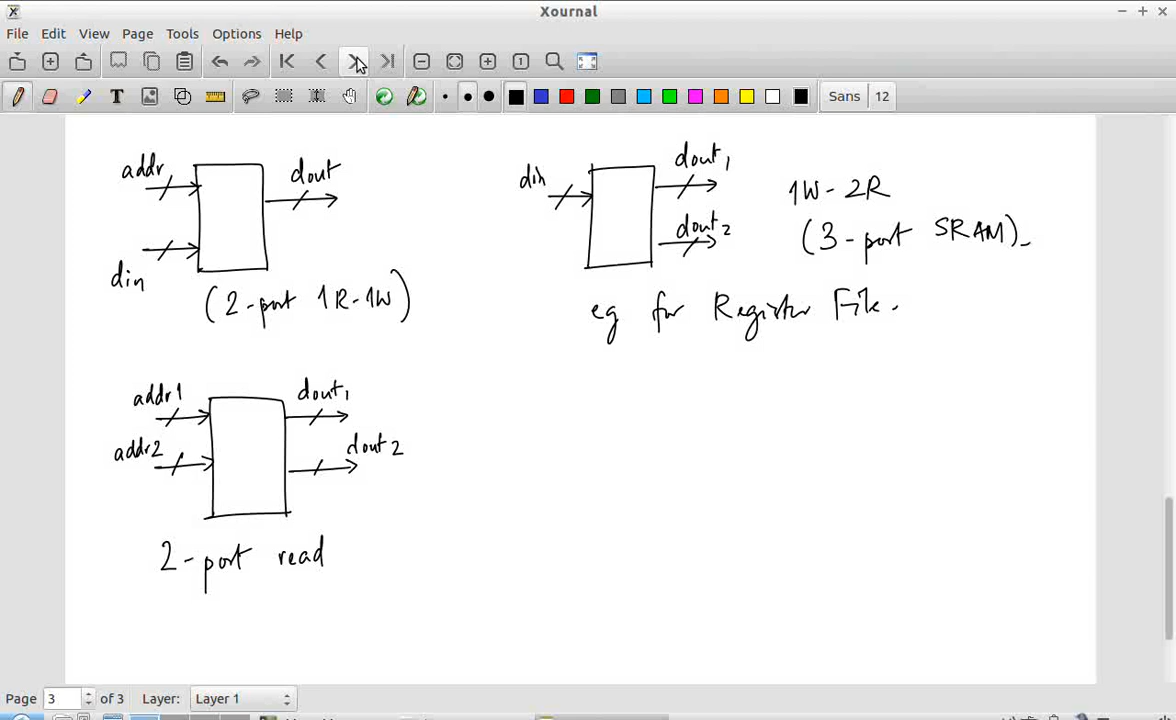 Xournal
File Edit View Page Tools Options Help
Sans 12
addr
dout
din
(2-port 1R-1W)
din
dout1
dout2
1W-2R
(3-port SRAM)
eg for Register File.
addr1
dout1
addr2
dout2
2-port read
Page 3 of 3 Layer: Layer 1